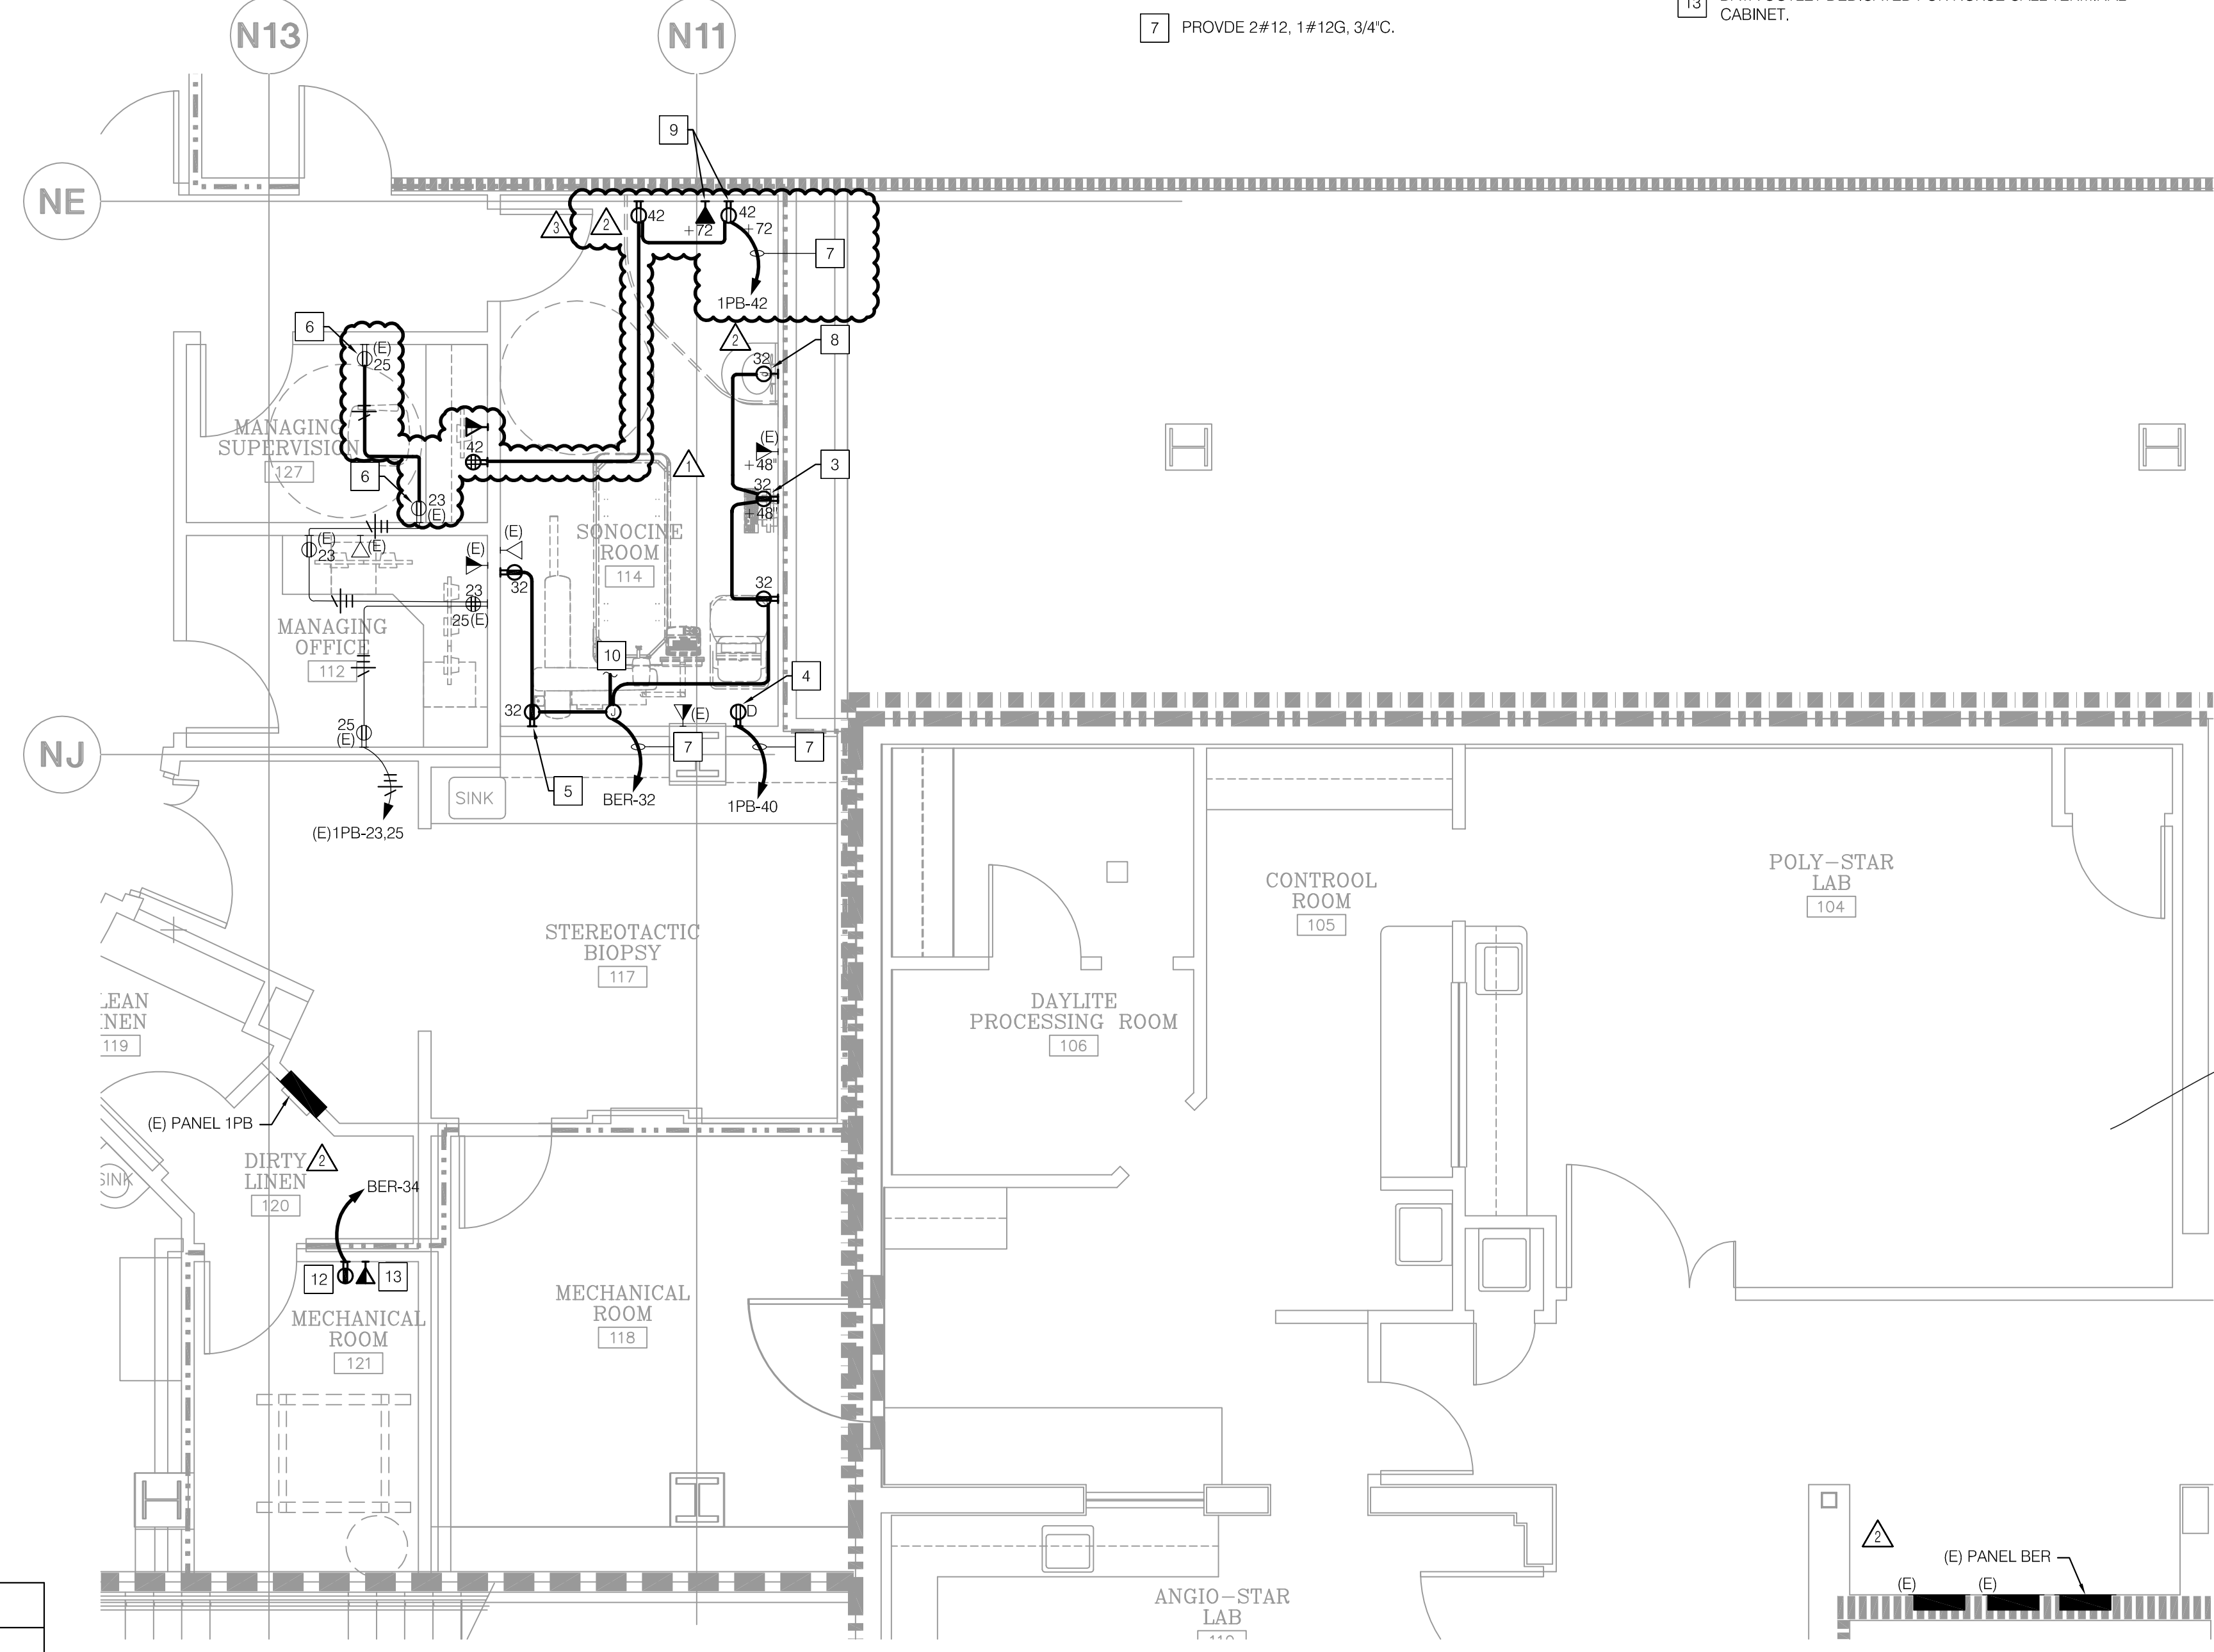 N13
N11
7 PROVDE 2#12, 1#12G, 3/4"C.
13
CABINET.
NE
9
3
2
42
+72
42
+72
7
1PB-42
2
8
6
(E)
25
32
MANAGING
SUPERVISION
127
42
(E)
+48"
1
3
6
32
+48"
23
(E)
SONOCINE
ROOM
114
(E)
23
(E)
(E)
(E)
32
32
23
25(E)
MANAGING
OFFICE
112
10
4
32
J
(E)
D
25
(E)
7
7
NJ
5
SINK
BER-32
1PB-40
(E)1PB-23,25
POLY-STAR
LAB
104
CONTROOL
ROOM
105
STEREOTACTIC
BIOPSY
117
LEAN
NEN
119
DAYLITE
PROCESSING ROOM
106
(E) PANEL 1PB
DIRTY
LINEN
120
2
SINK
BER-34
12
13
MECHANICAL
ROOM
118
MECHANICAL
ROOM
121
2
(E) PANEL BER
(E)
(E)
ANGIO-STAR
LAB